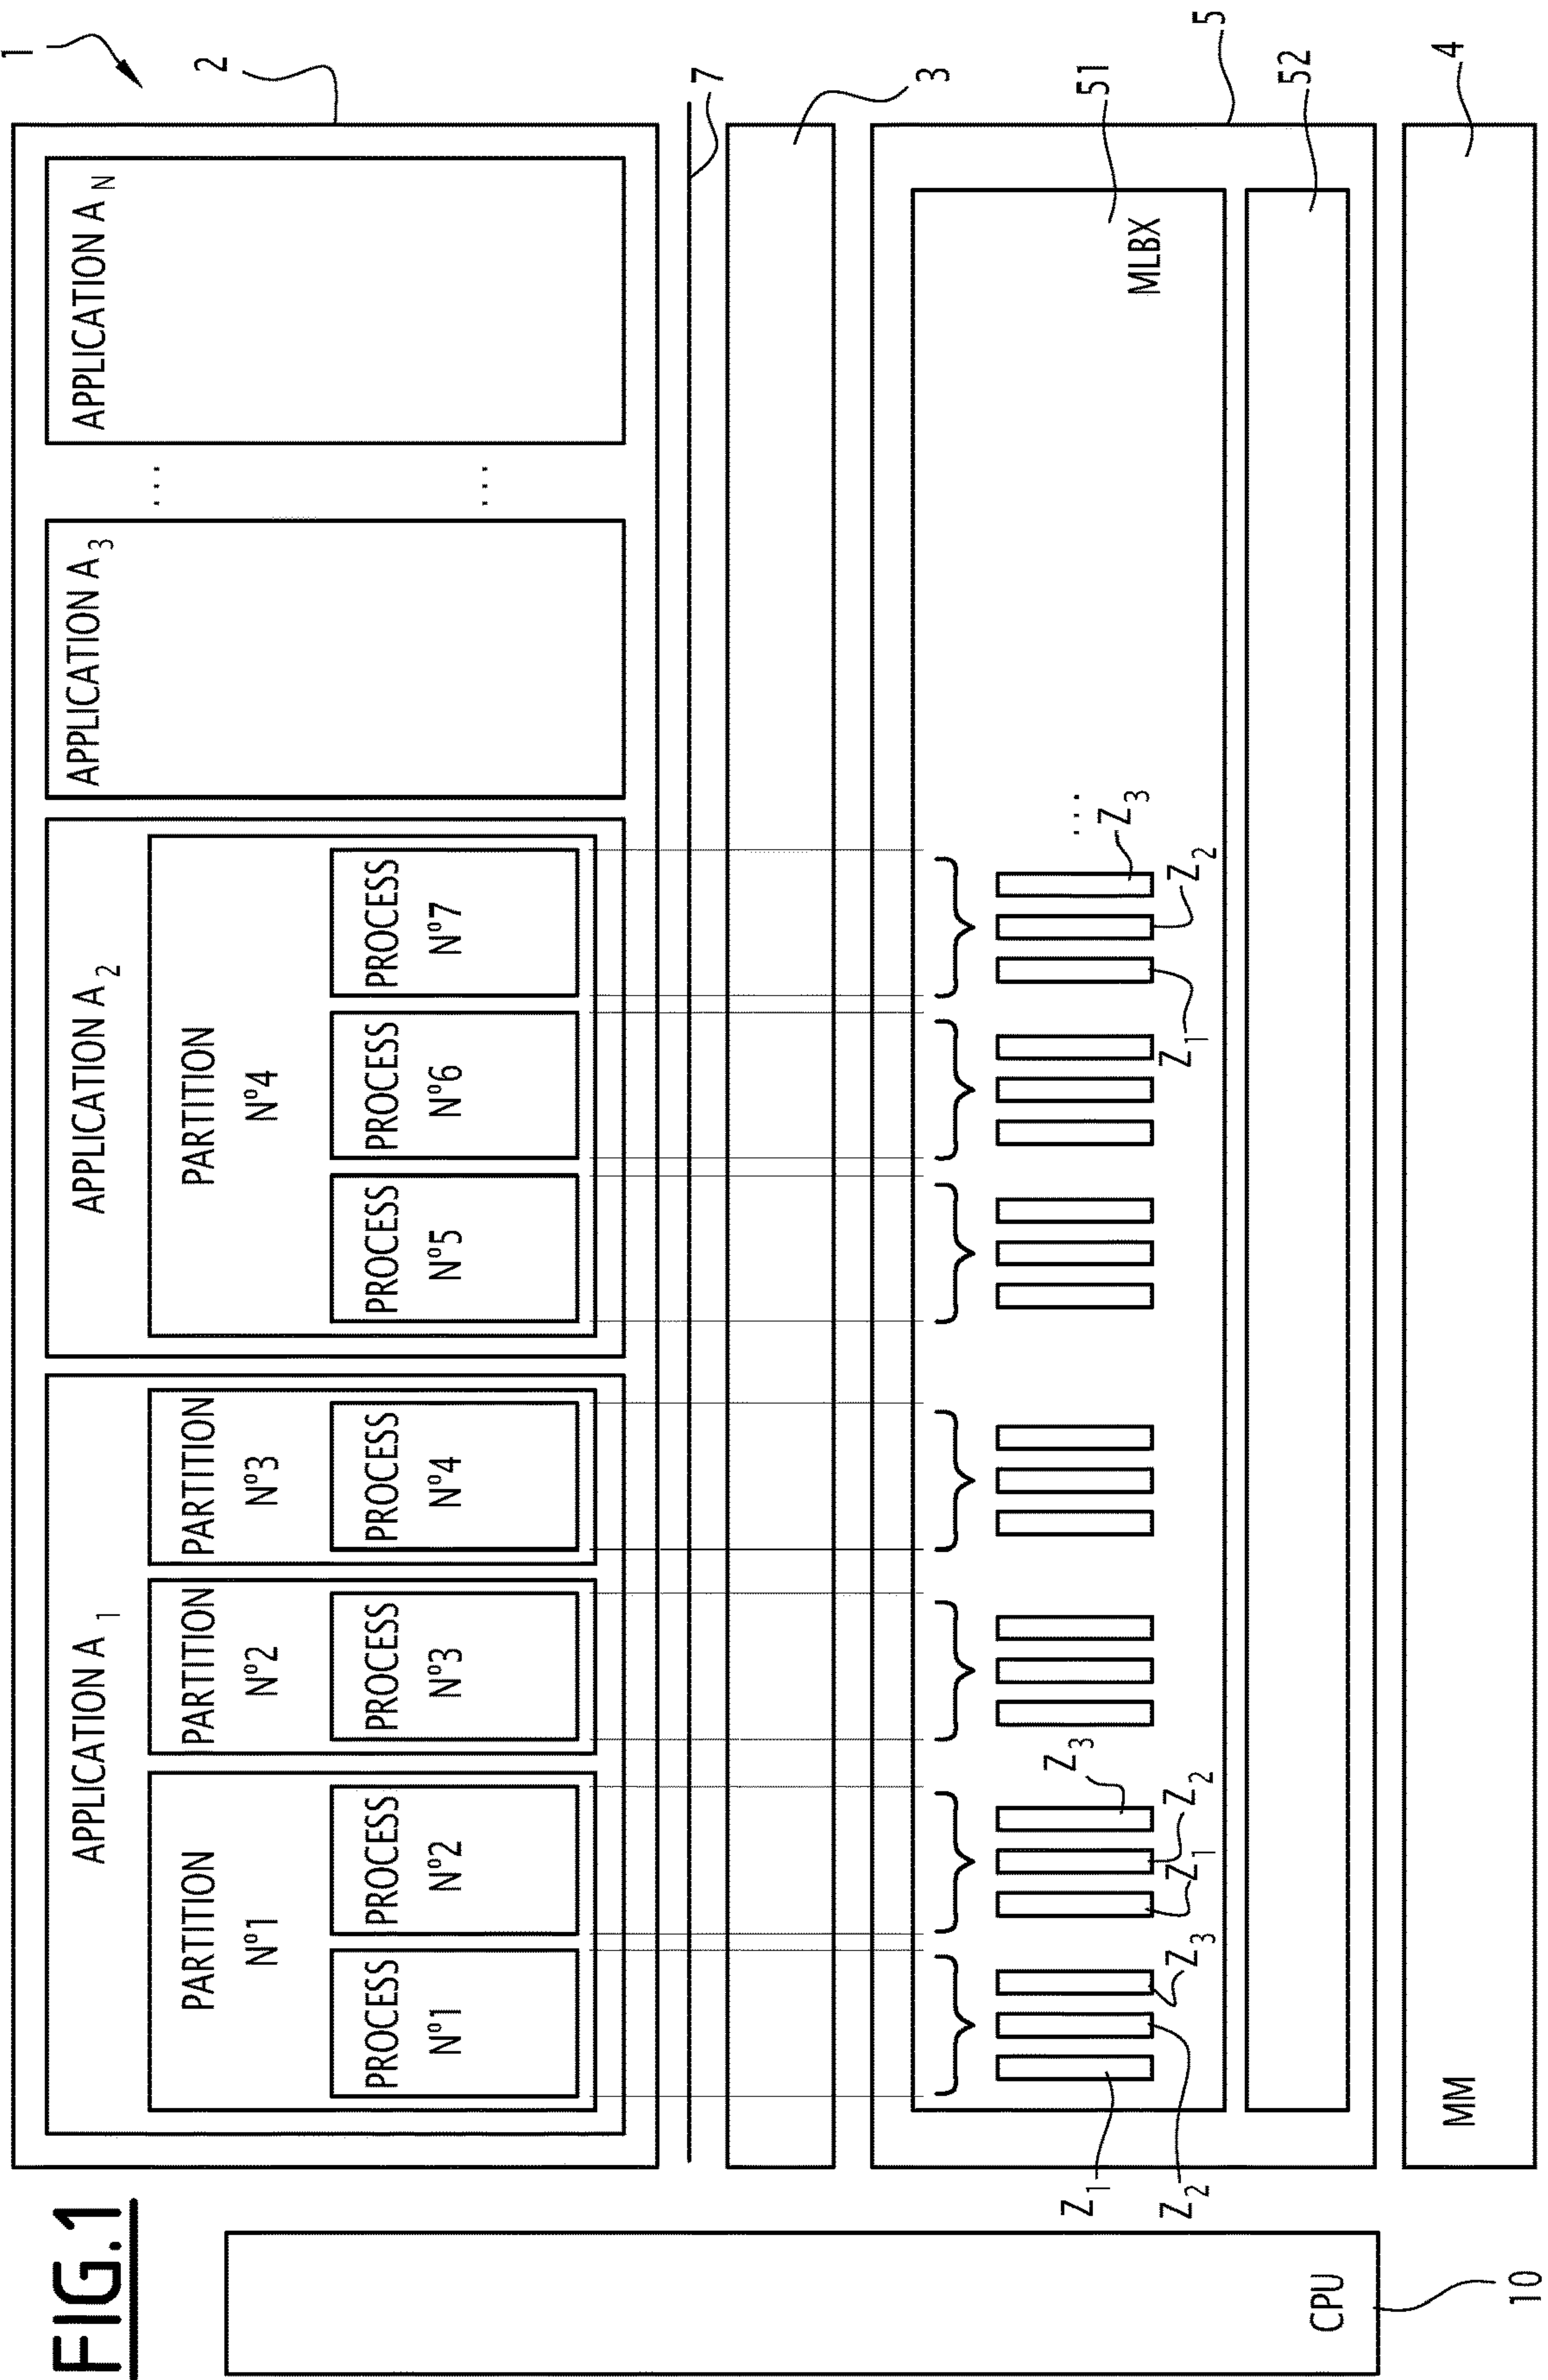 FIG.1
1
2
APPLICATION A 1
APPLICATION A 2
APPLICATION A 3
...
APPLICATION A N
PARTITION
N°1
PARTITION
N°2
PARTITION
N°3
PARTITION
N°4
PROCESS
N°1
PROCESS
N°2
PROCESS
N°3
PROCESS
N°4
PROCESS
N°5
PROCESS
N°6
PROCESS
N°7
...
7
3
Z1
Z2
Z3
Z1
Z2
Z3
Z1
Z2
Z3
...
MLBX
51
5
52
MM
4
CPU
10